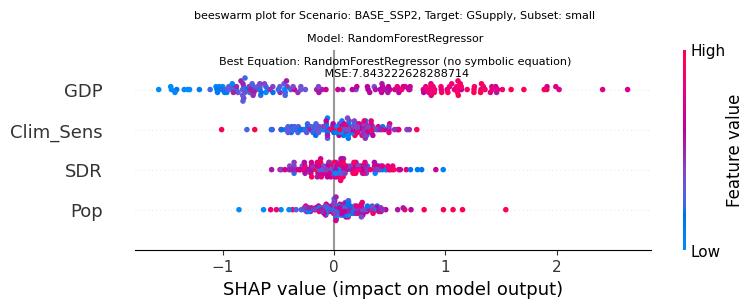 beeswarm plot for Scenario: BASE_SSP2, Target: GSupply, Subset: small
Model: RandomForestRegressor
Best Equation: RandomForestRegressor (no symbolic equation)
MSE:7.843222628288714
High
GDP
Clim_Sens
SDR
Pop
Feature value
Low
−1 0 1 2
SHAP value (impact on model output)